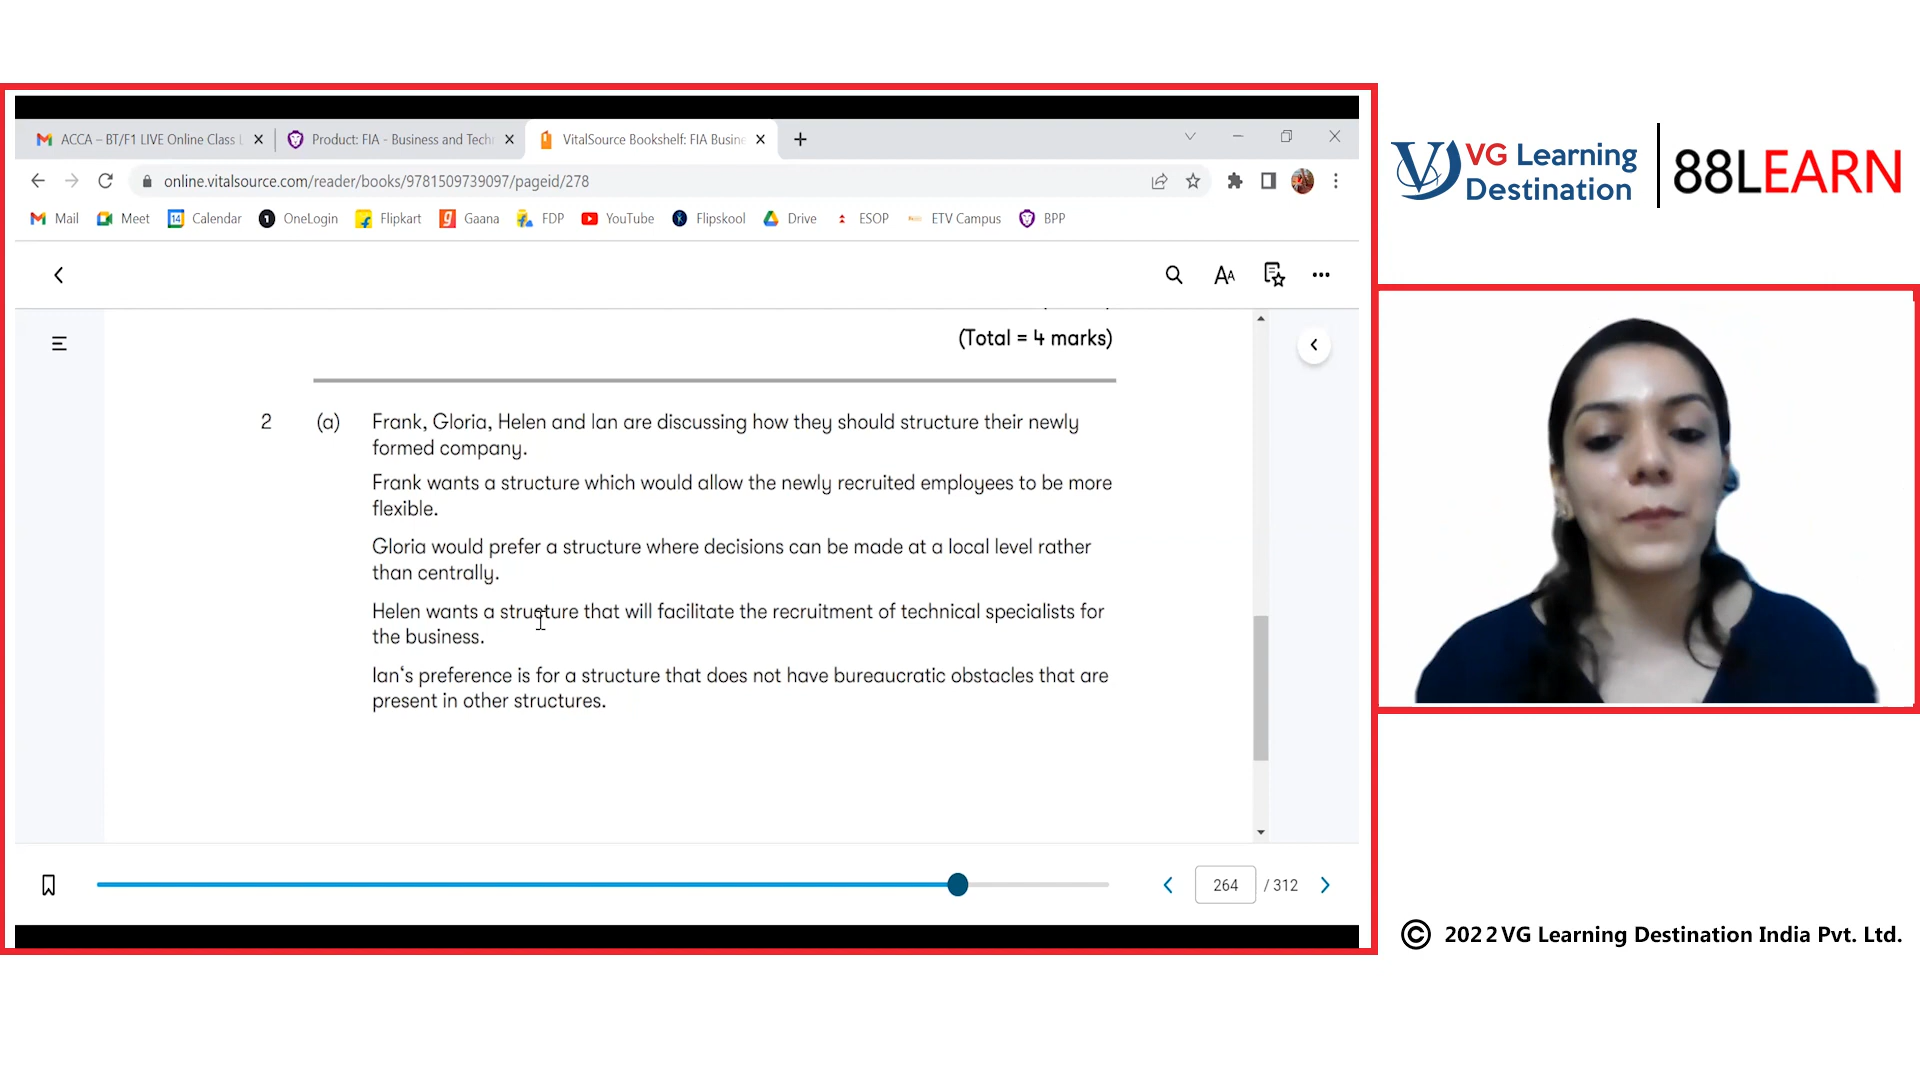 ACCA – BT/F1 LIVE Online Class L
Product: FIA - Business and Techn
VitalSource Bookshelf: FIA Busine
online.vitalsource.com/reader/books/9781509739097/pageid/278
Mail
Meet
14 Calendar
OneLogin
Flipkart
Gaana
FDP
YouTube
Flipskool
Drive
ESOP
ETV Campus
BPP
(Total = 4 marks)
2 (a) Frank, Gloria, Helen and Ian are discussing how they should structure their newly
formed company.
Frank wants a structure which would allow the newly recruited employees to be more
flexible.
Gloria would prefer a structure where decisions can be made at a local level rather
than centrally.
Helen wants a structure that will facilitate the recruitment of technical specialists for
the business.
Ian‘s preference is for a structure that does not have bureaucratic obstacles that are
present in other structures.
264 / 312
VG Learning
Destination
88LEARN
© 2022 VG Learning Destination India Pvt. Ltd.